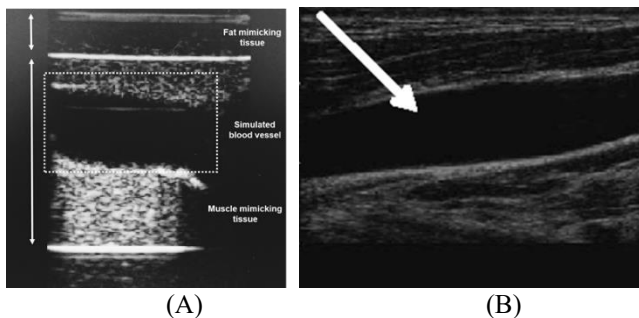 Fat mimicking
tissue
Simulated
blood vessel
Muscle mimicking
tissue
(A)
(B)